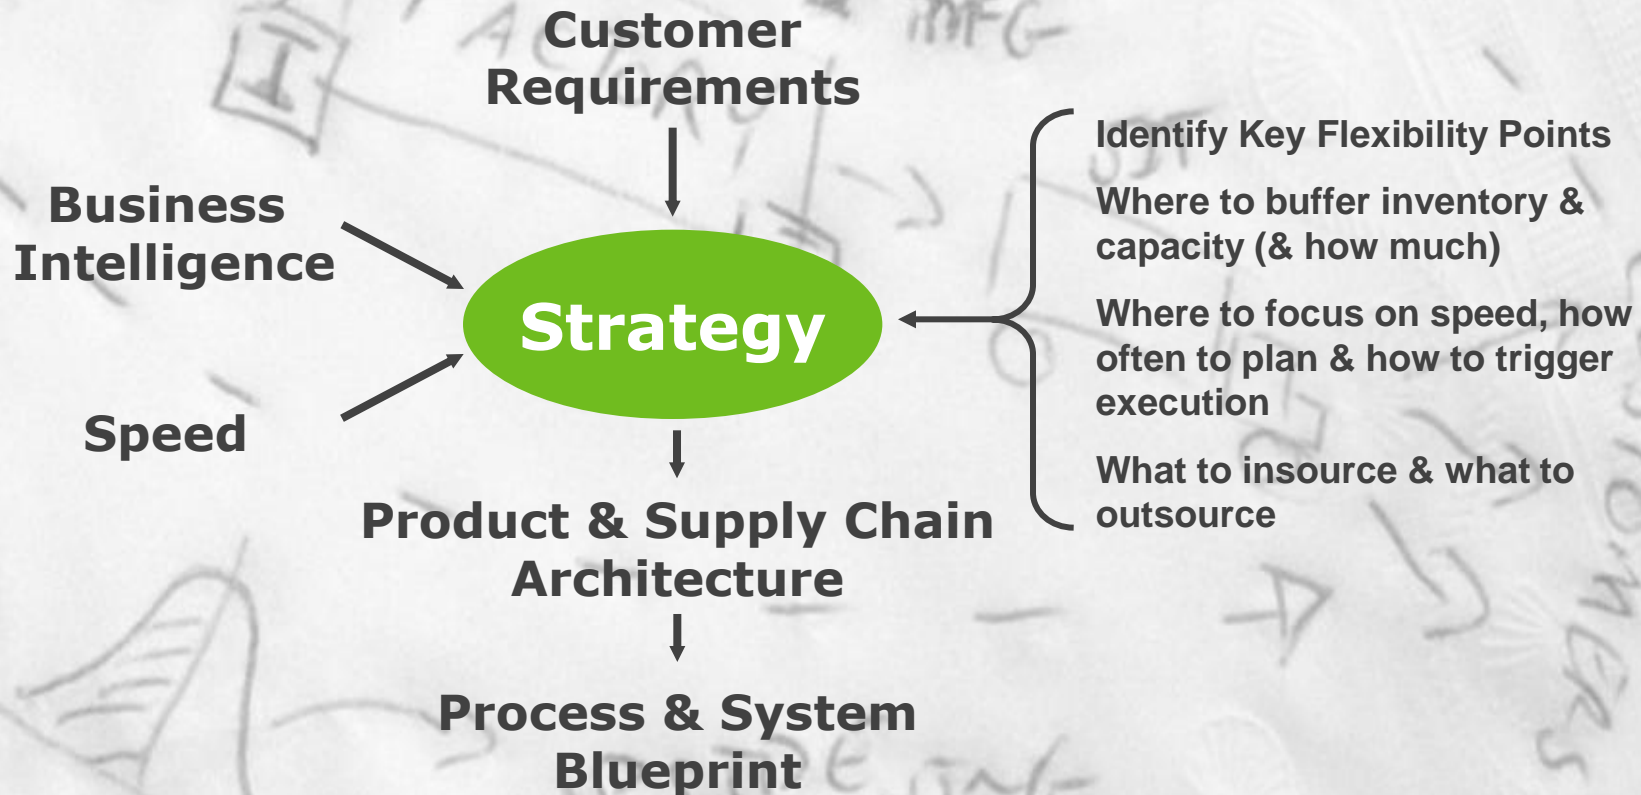 Customer
Requirements
Business
Intelligence
Speed
Strategy
Identify Key Flexibility Points
Where to buffer inventory &
capacity (& how much)
Where to focus on speed, how
often to plan & how to trigger
execution
What to insource & what to
outsource
Product & Supply Chain
Architecture
Process & System
Blueprint
MFG
I